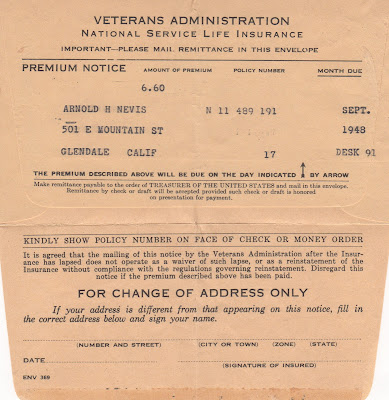 VETERANS ADMINISTRATION
NATIONAL SERVICE LIFE INSURANCE
IMPORTANT—PLEASE MAIL REMITTANCE IN THIS ENVELOPE
PREMIUM NOTICE AMOUNT OF PREMIUM POLICY NUMBER MONTH DUE
6.60
ARNOLD H NEVIS N 11 489 191 SEPT.
501 E MOUNTAIN ST 1948
GLENDALE CALIF 17 DESK 91
THE PREMIUM DESCRIBED ABOVE WILL BE DUE ON THE DAY INDICATED BY ARROW
Make remittance payable to the order of TREASURER OF THE UNITED STATES and mail in this envelope.
Remittance by check or draft will be accepted provided such check or draft is honored
on presentation for payment.
KINDLY SHOW POLICY NUMBER ON FACE OF CHECK OR MONEY ORDER
It is agreed that the mailing of this notice by the Veterans Administration after the Insur-
ance has lapsed does not operate as a waiver of such lapse, or as a reinstatement of the
Insurance without compliance with the regulations governing reinstatement. Disregard this
notice if the premium described above has been paid.
FOR CHANGE OF ADDRESS ONLY
If your address is different from that appearing on this notice, fill in
the correct address below and sign your name.
(NUMBER AND STREET) (CITY OR TOWN) (ZONE) (STATE)
DATE
(SIGNATURE OF INSURED)
ENV 369